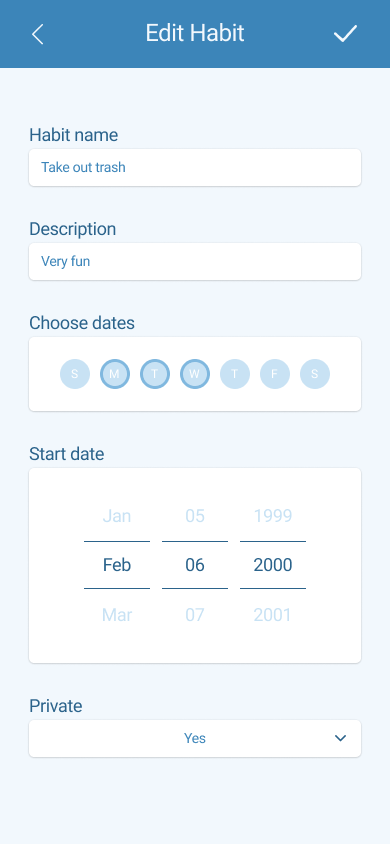 Edit Habit
Habit name
Take out trash
Description
Very fun
Choose dates
S M T W T F S
Start date
Jan 05 1999
Feb 06 2000
Mar 07 2001
Private
Yes